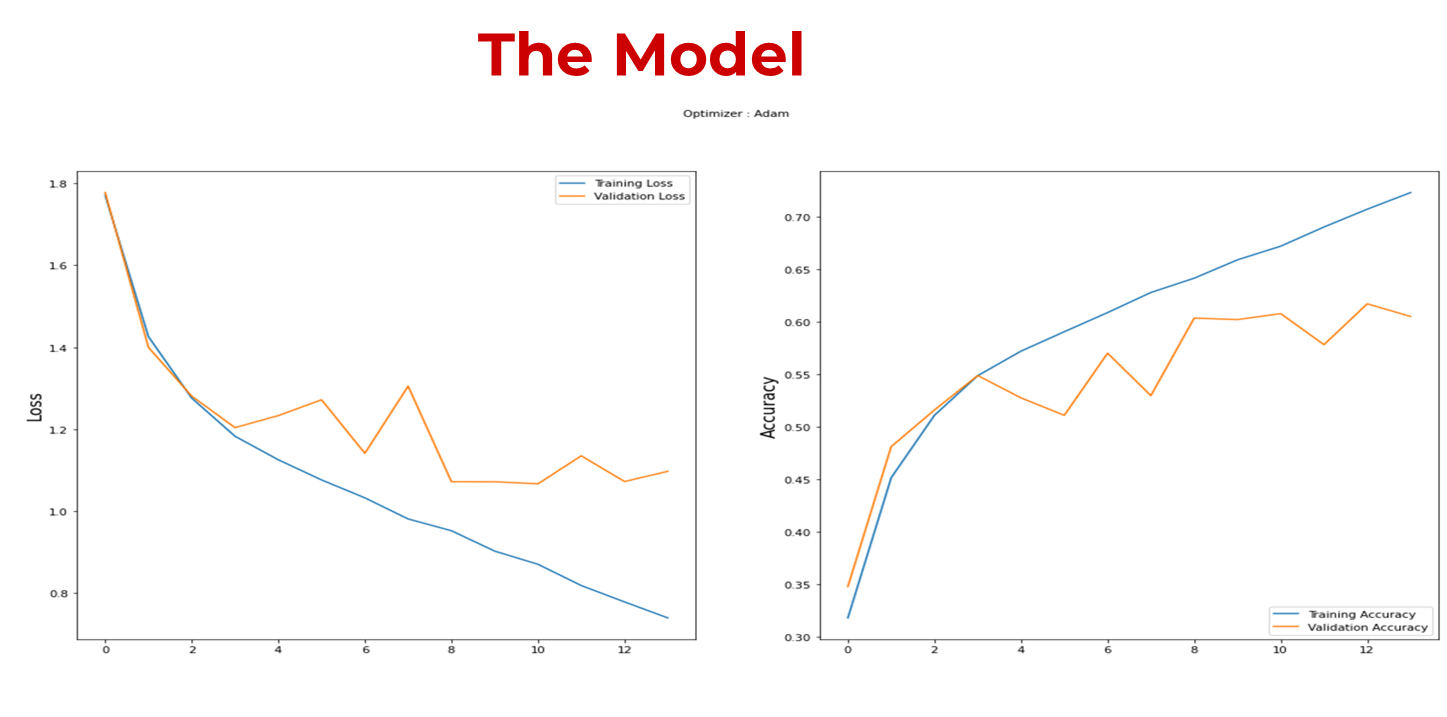 The Model
Optimizer : Adam
Training Loss
Validation Loss
1.8
1.6
1.4
1.2
1.0
0.8
Loss
0 2 4 6 8 10 12
Training Accuracy
Validation Accuracy
0.70
0.65
0.60
0.55
0.50
0.45
0.40
0.35
0.30
Accuracy
0 2 4 6 8 10 12